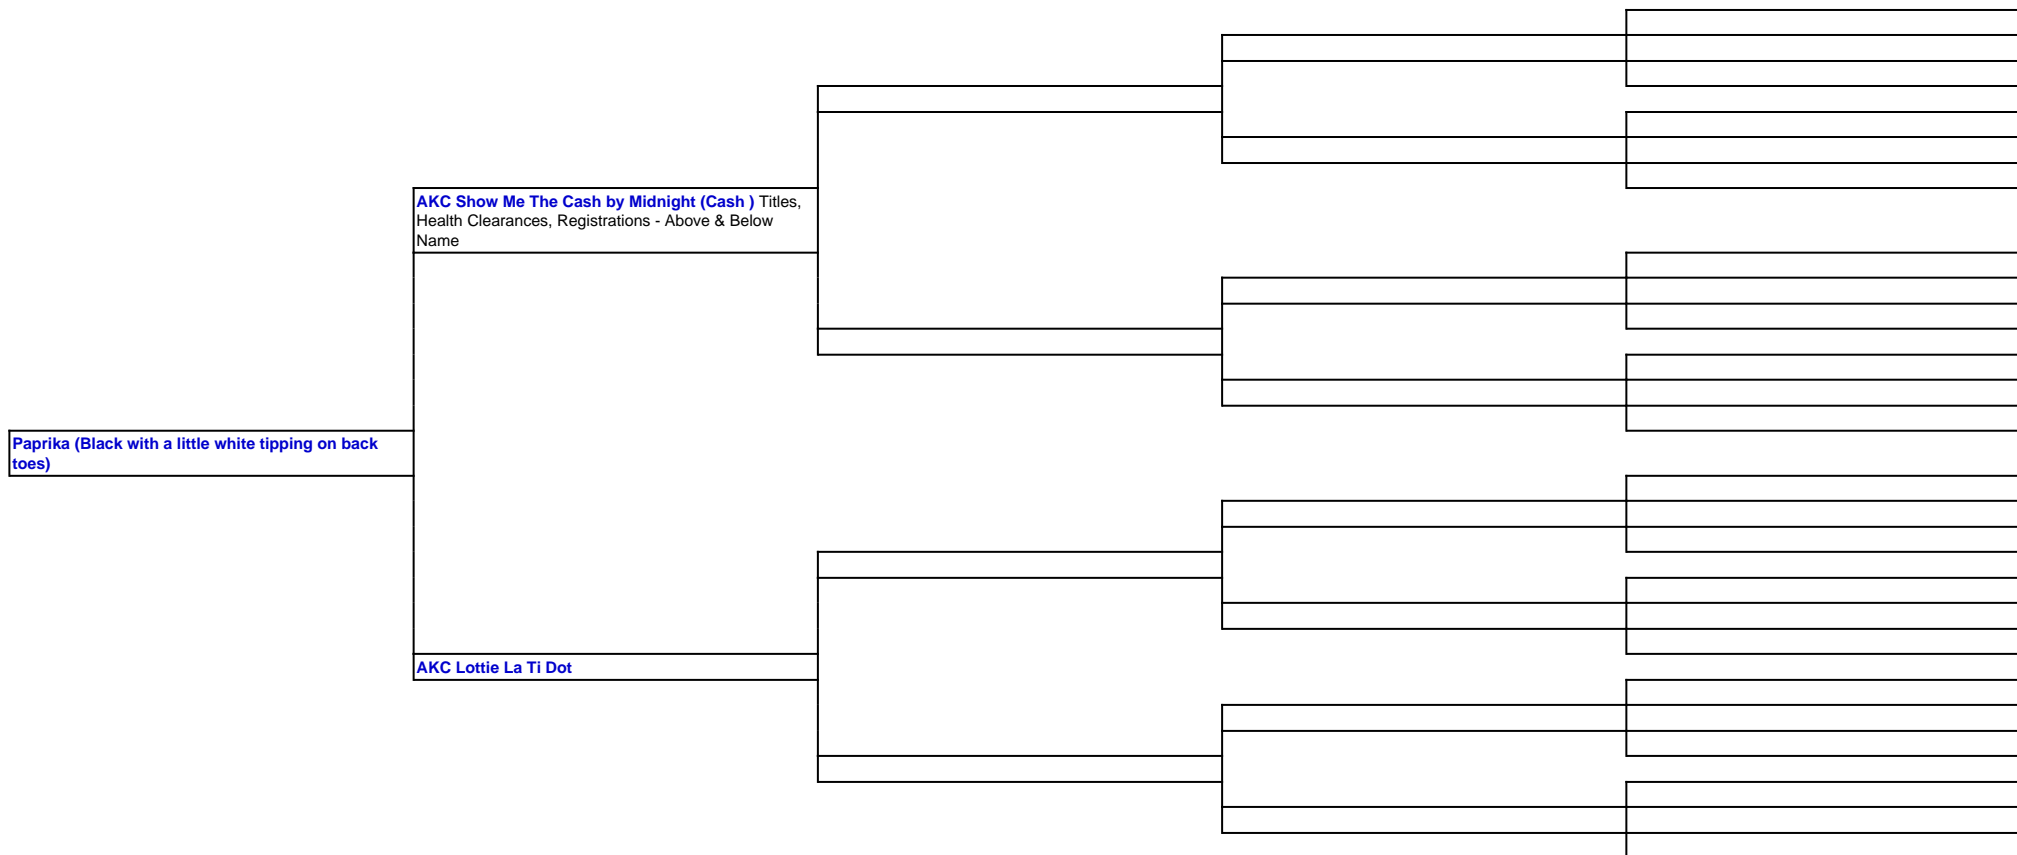 AKC Show Me The Cash by Midnight (Cash ) Titles,
Health Clearances, Registrations - Above & Below
Name
Paprika (Black with a little white tipping on back
toes)
AKC Lottie La Ti Dot